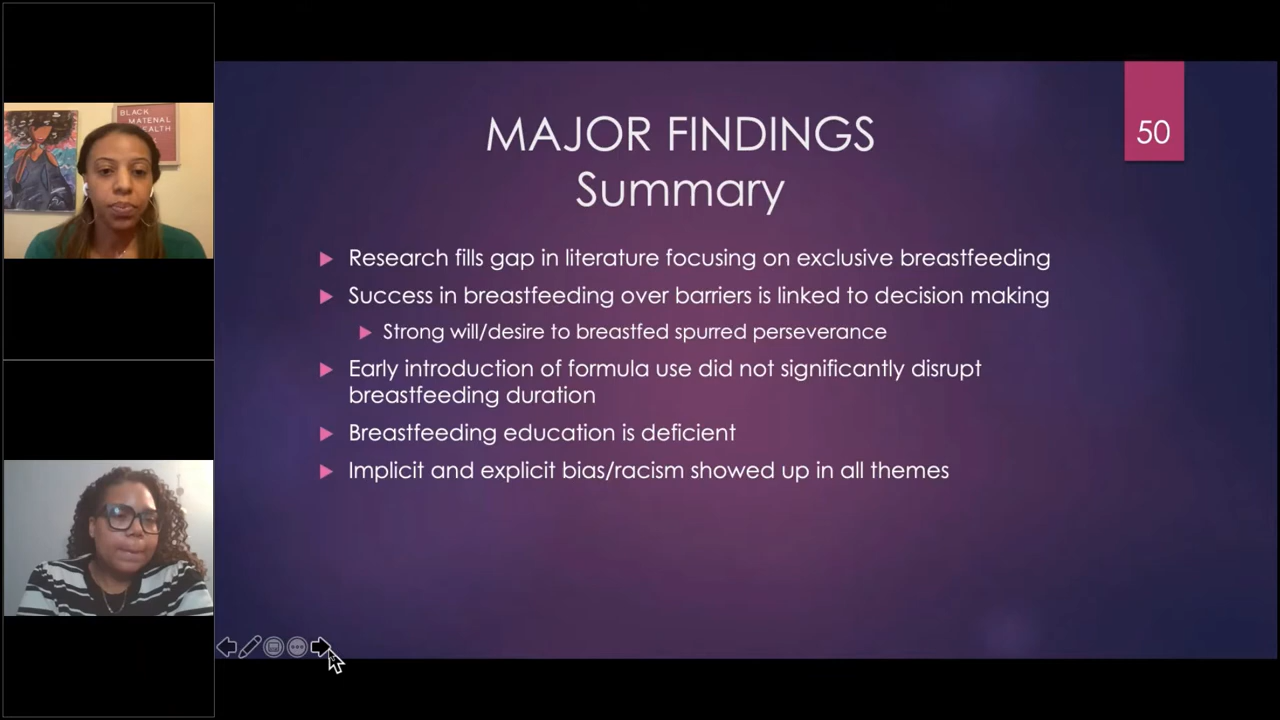 BLACK
MATENAL
MAJOR FINDINGS
Summary
50
Research fills gap in literature focusing on exclusive breastfeeding
Success in breastfeeding over barriers is linked to decision making
Strong will/desire to breastfed spurred perseverance
Early introduction of formula use did not significantly disrupt
breastfeeding duration
Breastfeeding education is deficient
Implicit and explicit bias/racism showed up in all themes